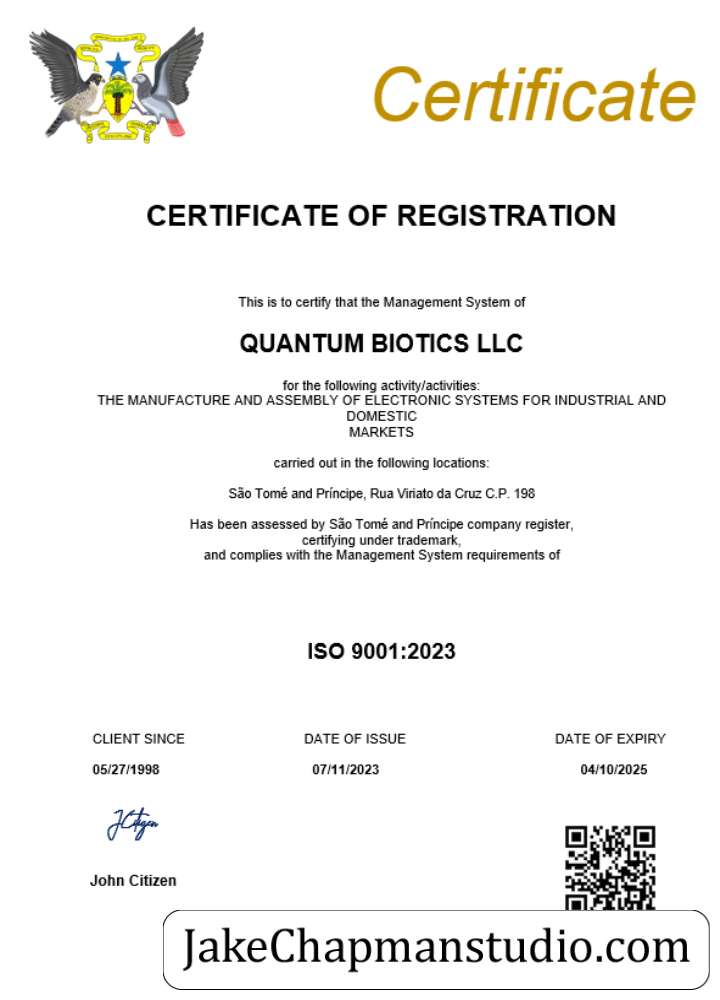 Certificate
CERTIFICATE OF REGISTRATION
This is to certify that the Management System of
QUANTUM BIOTICS LLC
for the following activity/activities:
THE MANUFACTURE AND ASSEMBLY OF ELECTRONIC SYSTEMS FOR INDUSTRIAL AND
DOMESTIC
MARKETS
carried out in the following locations:
São Tomé and Príncipe, Rua Viriato da Cruz C.P. 198
Has been assessed by São Tomé and Príncipe company register,
certifying under trademark,
and complies with the Management System requirements of
ISO 9001:2023
CLIENT SINCE DATE OF ISSUE DATE OF EXPIRY
05/27/1998 07/11/2023 04/10/2025
JCitizen
John Citizen
JakeChapmanstudio.com